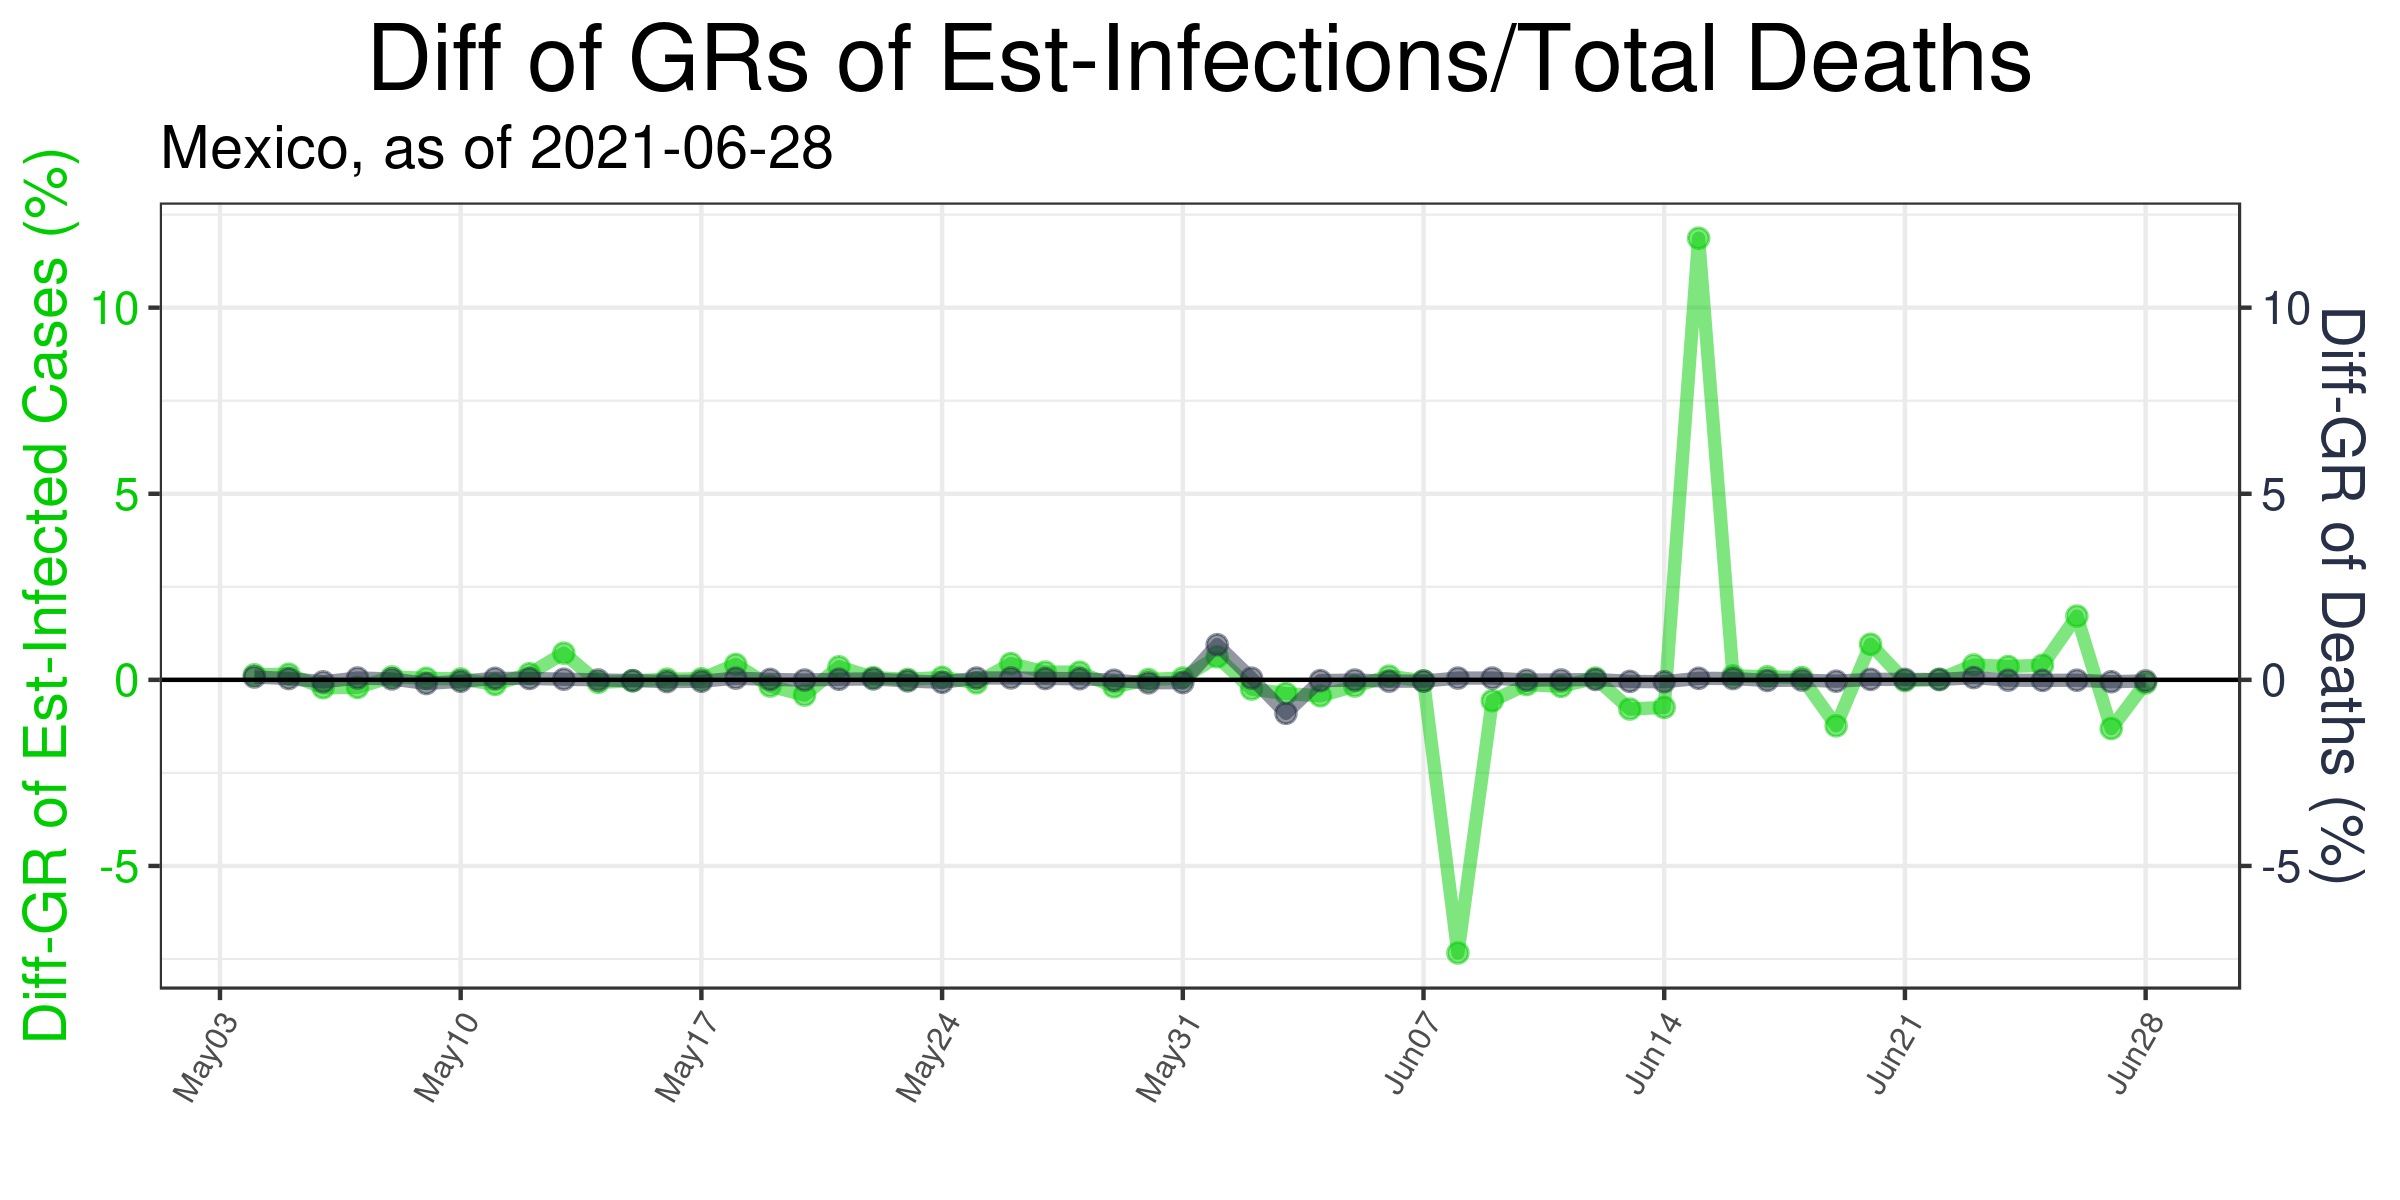 Diff of GRs of Est-Infections/Total Deaths
Mexico, as of 2021-06-28
Diff-GR of Est-Infected Cases (%)
10
5
0
-5
10
5
0
-5
Diff-GR of Deaths (%)
May03
May10
May17
May24
May31
Jun07
Jun14
Jun21
Jun28